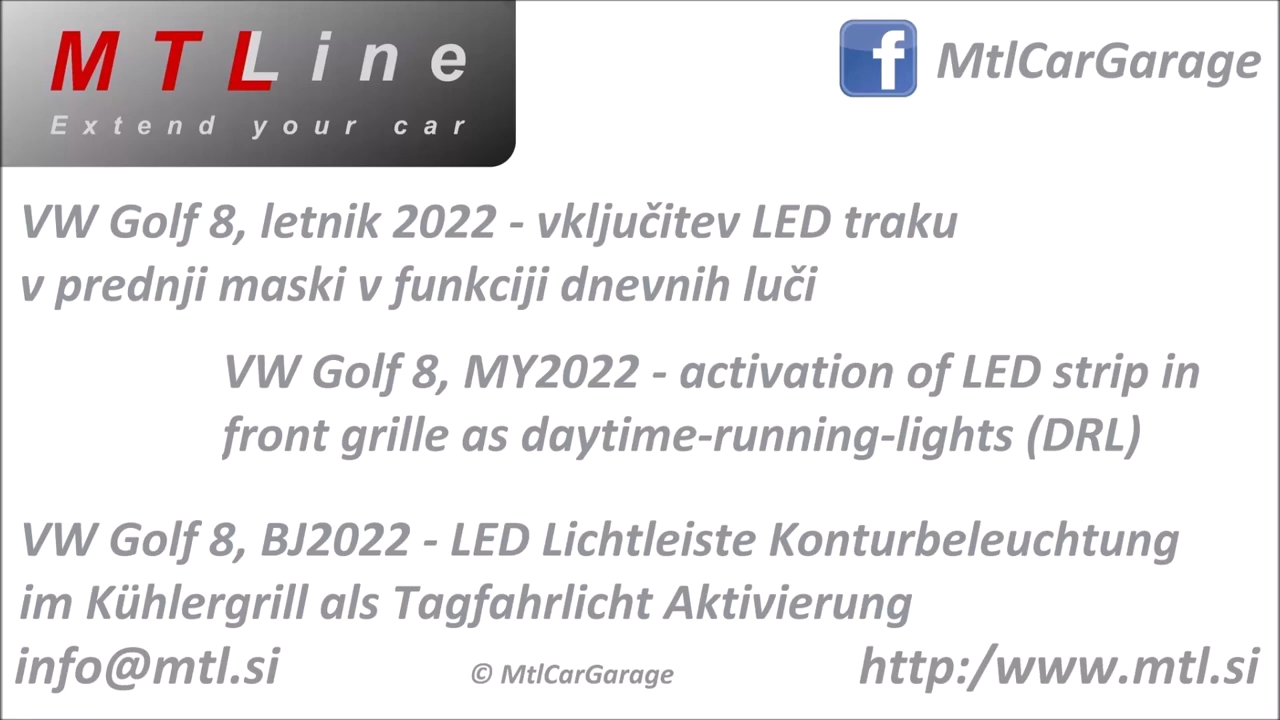 MTLine
Extend your car
MtlCarGarage
VW Golf 8, letnik 2022 - vključitev LED traku
v prednji maski v funkciji dnevnih luči
VW Golf 8, MY2022 - activation of LED strip in
front grille as daytime-running-lights (DRL)
VW Golf 8, BJ2022 - LED Lichtleiste Konturbeleuchtung
im Kühlergrill als Tagfahrlicht Aktivierung
info@mtl.si
© MtlCarGarage
http:/www.mtl.si